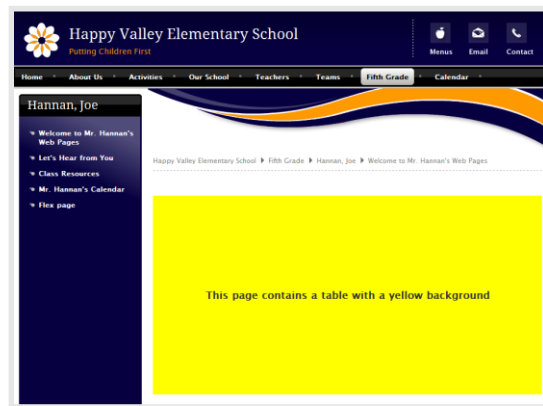 Happy Valley Elementary School
Putting Children First
Menus Email Contact
Home About Us Activities Our School Teachers Teams Fifth Grade Calendar
Hannan, Joe
Welcome to Mr. Hannan's
Web Pages
Let's Hear from You
Class Resources
Mr. Hannan's Calendar
Flex page
Happy Valley Elementary School Fifth Grade Hannan, Joe Welcome to Mr. Hannan's Web Pages
This page contains a table with a yellow background